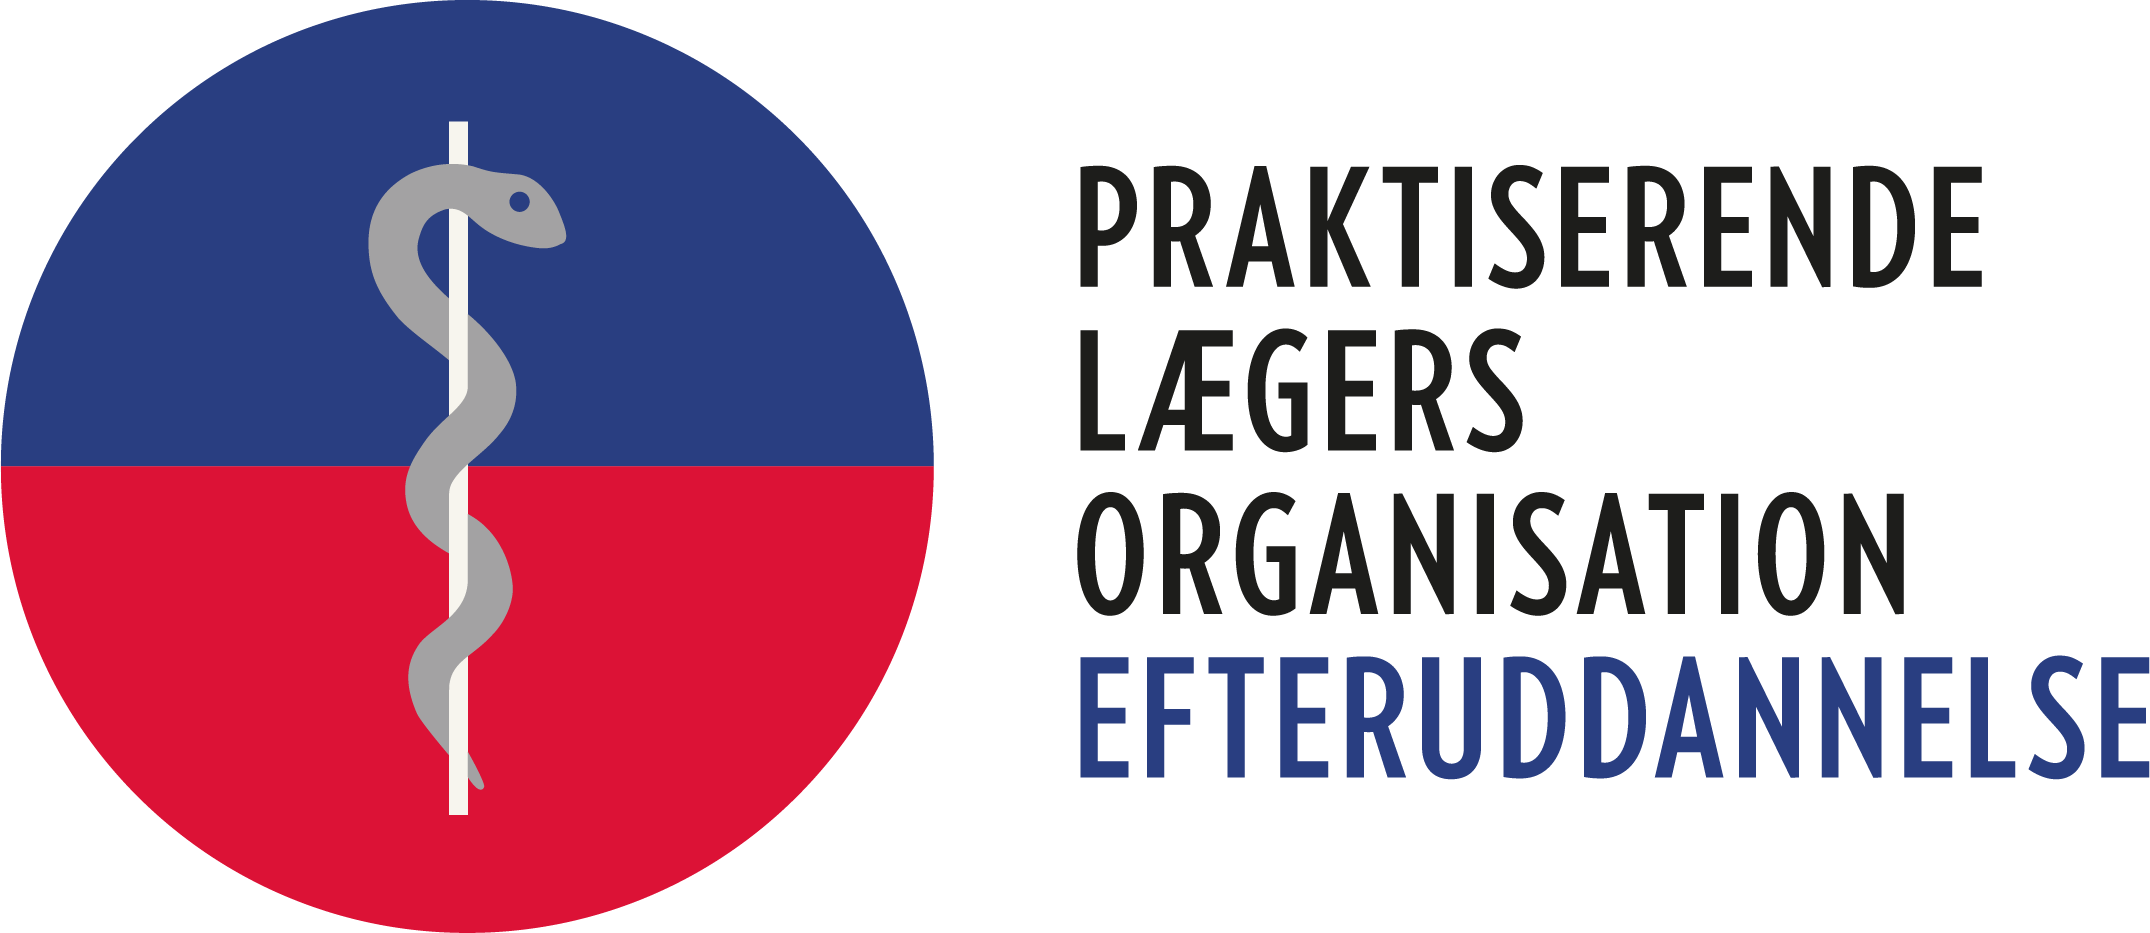 PRAKTISERENDE
LÆGERS
ORGANISATION
EFTERUDDANNELSE